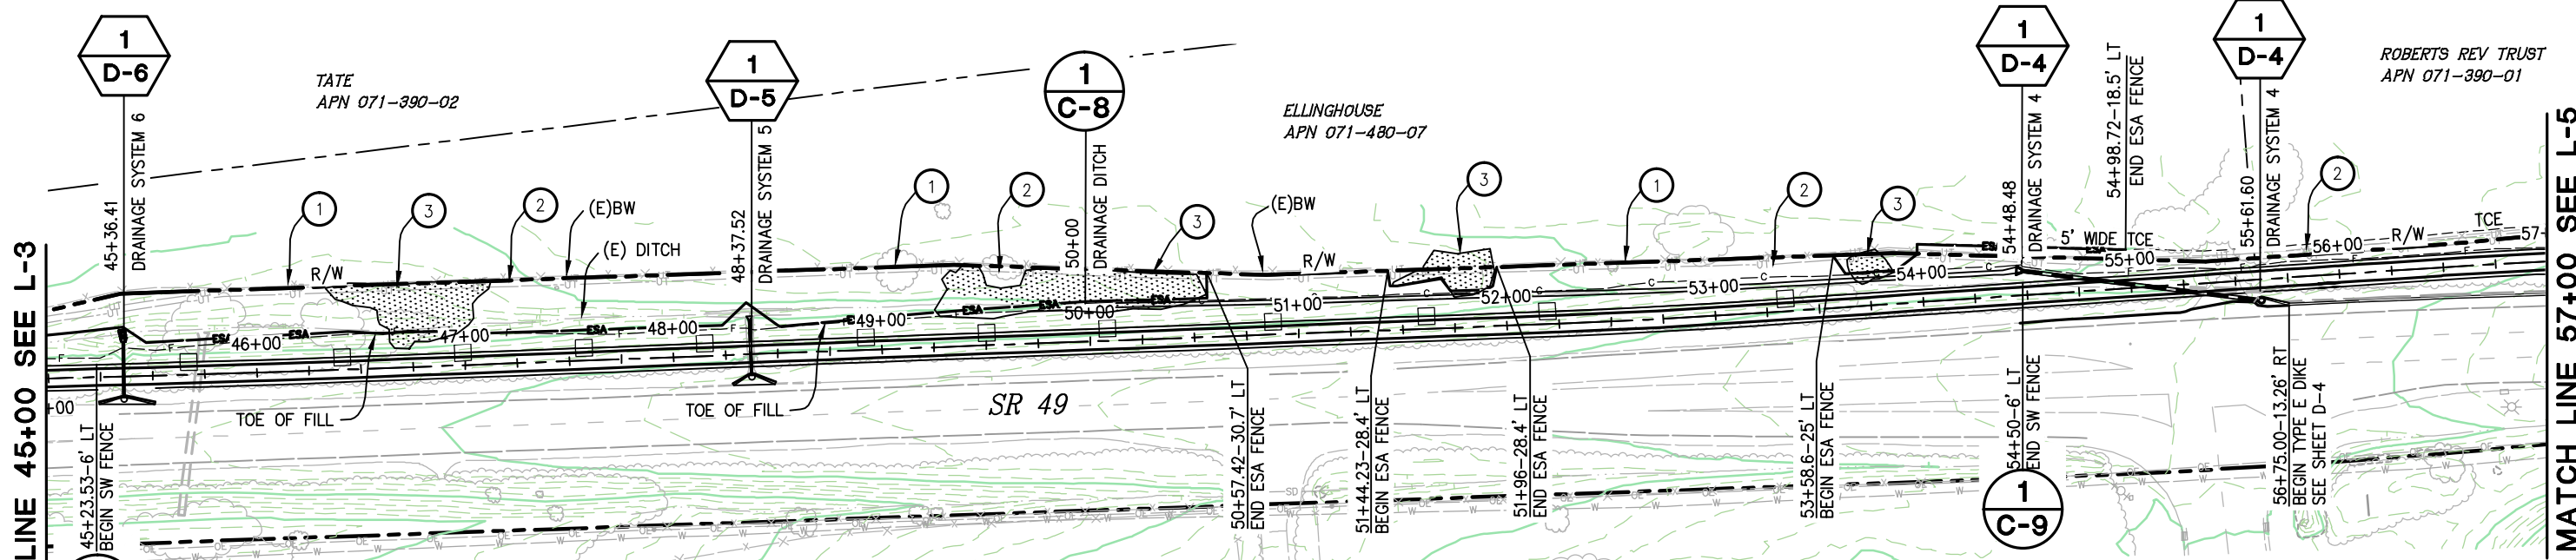 1
D-6
TATE
APN 071-390-02
1
D-5
1
C-8
ELLINGHOUSE
APN 071-480-07
1
D-4
1
D-4
ROBERTS REV TRUST
APN 071-390-01
LINE 45+00 SEE L-3
45+36.41
DRAINAGE SYSTEM 6
48+37.52
DRAINAGE SYSTEM 5
50+00
DRAINAGE DITCH
54+48.48
DRAINAGE SYSTEM 4
54+98.72-18.5' LT
END ESA FENCE
55+61.60
DRAINAGE SYSTEM 4
MATCH LINE 57+00 SEE L-5
1
3
2
(E)BW
(E) DITCH
1
2
3
(E)BW
3
1
2
3
2
R/W
R/W
5' WIDE TCE
R/W
TCE
+00
46+00
47+00
48+00
49+00
50+00
51+00
52+00
53+00
54+00
55+00
56+00
57
ESA
ESA
ESA
ESA
ESA
TOE OF FILL
TOE OF FILL
SR 49
45+23.53-6' LT
BEGIN SW FENCE
50+57.42-30.7' LT
END ESA FENCE
51+44.23-28.4' LT
BEGIN ESA FENCE
51+96-28.4' LT
END ESA FENCE
53+58.6-25' LT
BEGIN ESA FENCE
54+50-6' LT
END SW FENCE
1
C-9
56+75.00-13.26' RT
BEGIN TYPE E DIKE
SEE SHEET D-4